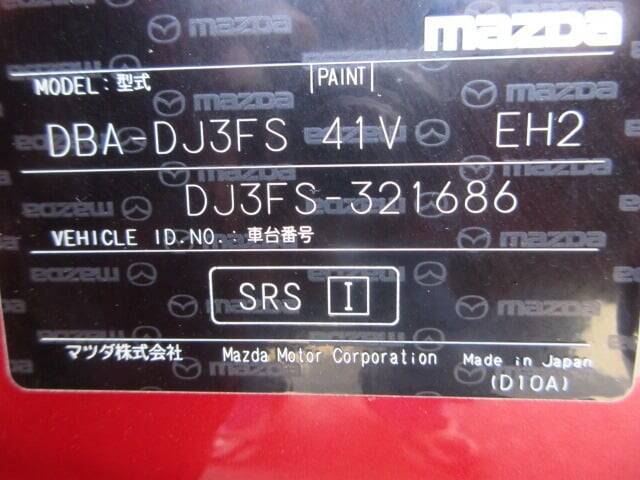 mazda
MODEL:型式 PAINT
DBA-DJ3FS 41V EH2
DJ3FS-321686
VEHICLE ID.NO.:車台番号
SRS I
マツダ株式会社 Mazda Motor Corporation Made in Japan
(D10A)